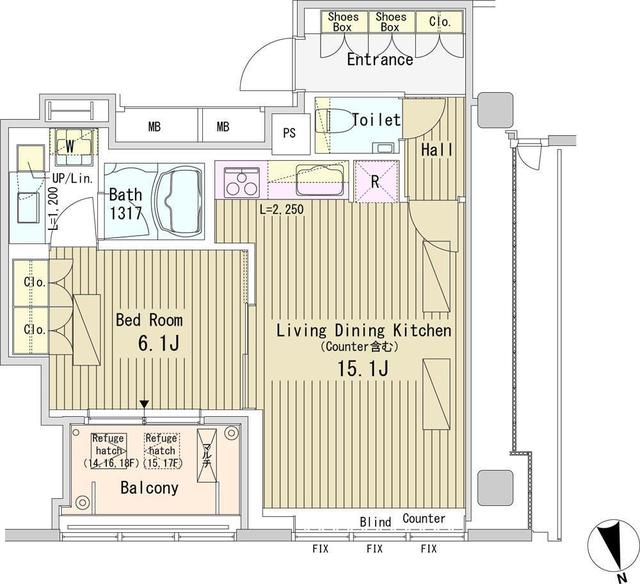 Shoes Box
Shoes Box
Clo.
Entrance
MB
MB
PS
Toilet
Hall
W
UP/Lin.
L=1,200
Bath
1317
R
L=2,250
Clo.
Clo.
Bed Room
6.1J
Living Dining Kitchen
(Counter含む)
15.1J
Refuge
hatch
(14,16,18F)
Refuge
hatch
(15,17F)
マルチ
Balcony
Blind
Counter
FIX
FIX
FIX
N